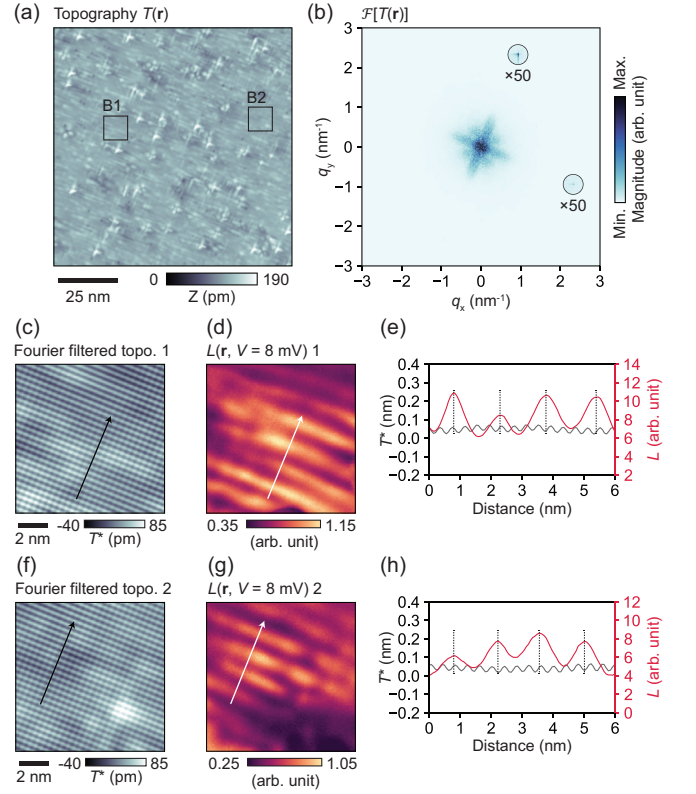 (a) Topography T(r)
B1
B2
25 nm
0 190
Z (pm)
(b) ℱ[T(r)]
3
2
1
0
−1
−2
−3
−3 −2 −1 0 1 2 3
qy (nm⁻¹)
qx (nm⁻¹)
×50
×50
Min. Max.
Magnitude (arb. unit)
(c)
Fourier filtered topo. 1
2 nm
-40 85
T* (pm)
(d)
L(r, V = 8 mV) 1
0.35 1.15
(arb. unit)
(e)
0.4
0.3
0.2
0.1
0.0
−0.1
−0.2
T* (nm)
14
12
10
8
6
4
2
L (arb. unit)
0 1 2 3 4 5 6
Distance (nm)
(f)
Fourier filtered topo. 2
2 nm
-40 85
T* (pm)
(g)
L(r, V = 8 mV) 2
0.25 1.05
(arb. unit)
(h)
0.4
0.3
0.2
0.1
0.0
−0.1
−0.2
T* (nm)
12
10
8
6
4
2
0
L (arb. unit)
0 1 2 3 4 5 6
Distance (nm)